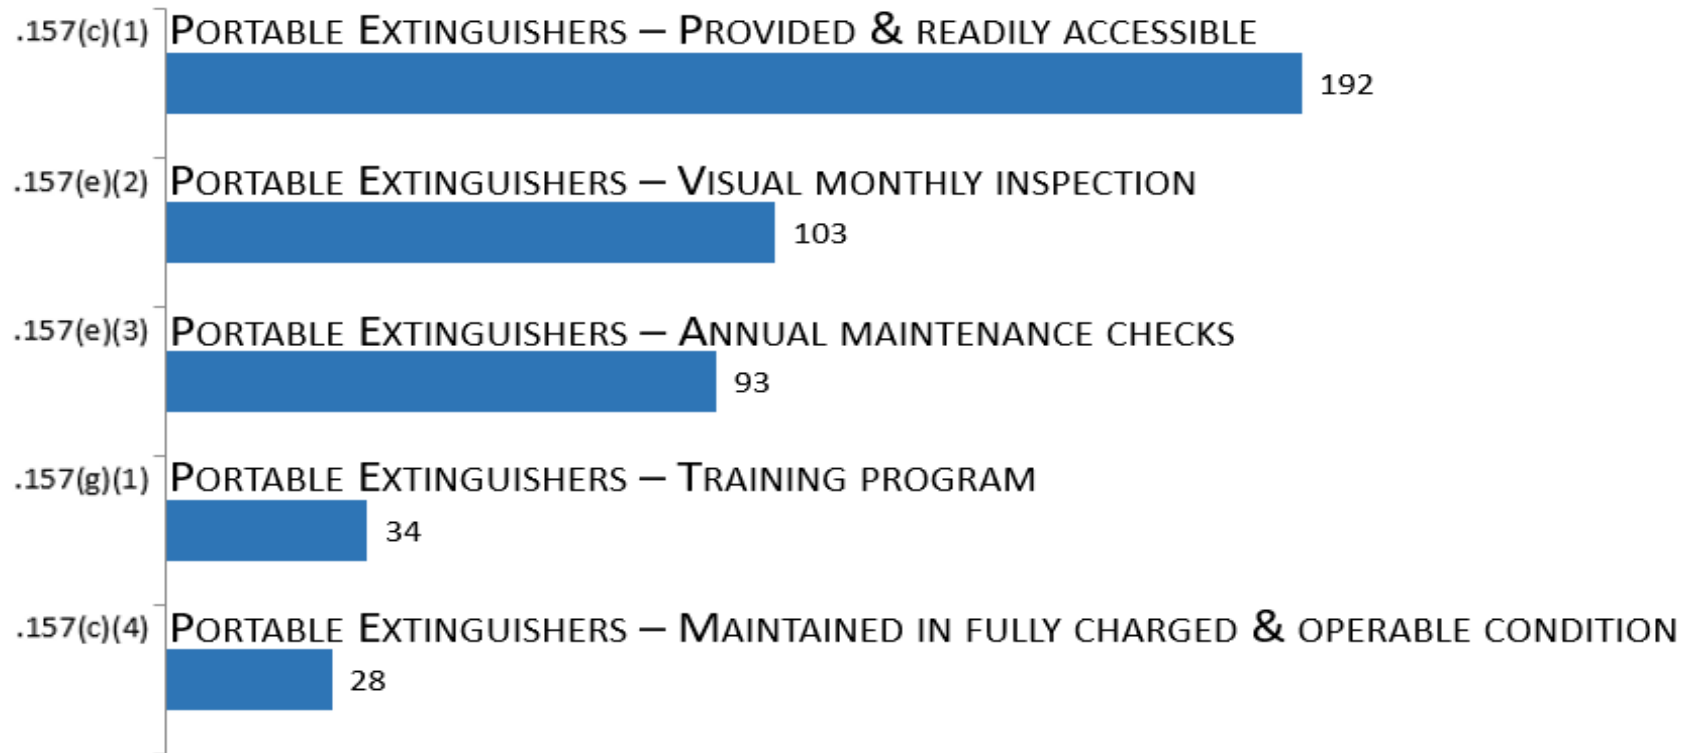 .157(c)(1) PORTABLE EXTINGUISHERS – PROVIDED & READILY ACCESSIBLE
192
.157(e)(2) PORTABLE EXTINGUISHERS – VISUAL MONTHLY INSPECTION
103
.157(e)(3) PORTABLE EXTINGUISHERS – ANNUAL MAINTENANCE CHECKS
93
.157(g)(1) PORTABLE EXTINGUISHERS – TRAINING PROGRAM
34
.157(c)(4) PORTABLE EXTINGUISHERS – MAINTAINED IN FULLY CHARGED & OPERABLE CONDITION
28